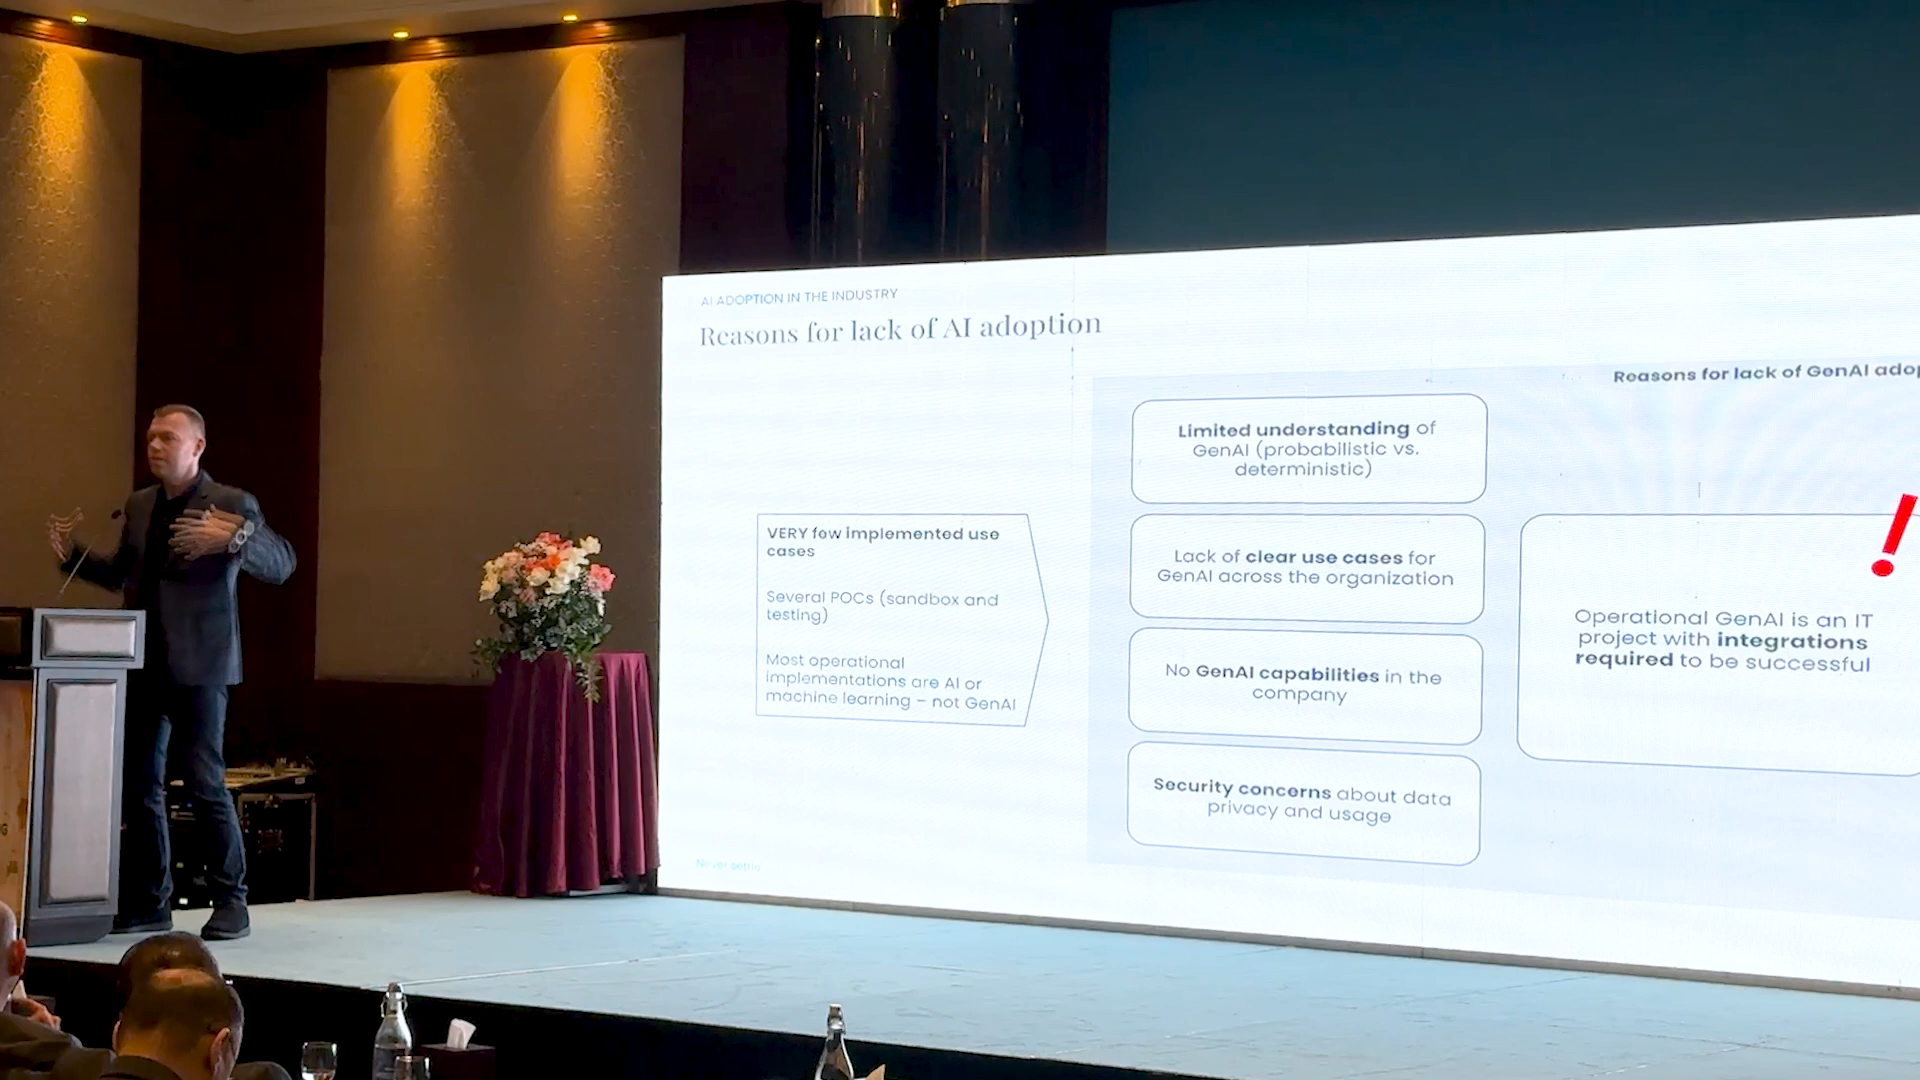 AI ADOPTION IN THE INDUSTRY
Reasons for lack of AI adoption
VERY few implemented use
cases
Several POCs (sandbox and
testing)
Most operational
implementations are AI or
machine learning – not GenAI
Reasons for lack of GenAI adop
Limited understanding of
GenAI (probabilistic vs.
deterministic)
Lack of clear use cases for
GenAI across the organization
No GenAI capabilities in the
company
Security concerns about data
privacy and usage
!
Operational GenAI is an IT
project with integrations
required to be successful
Never settle